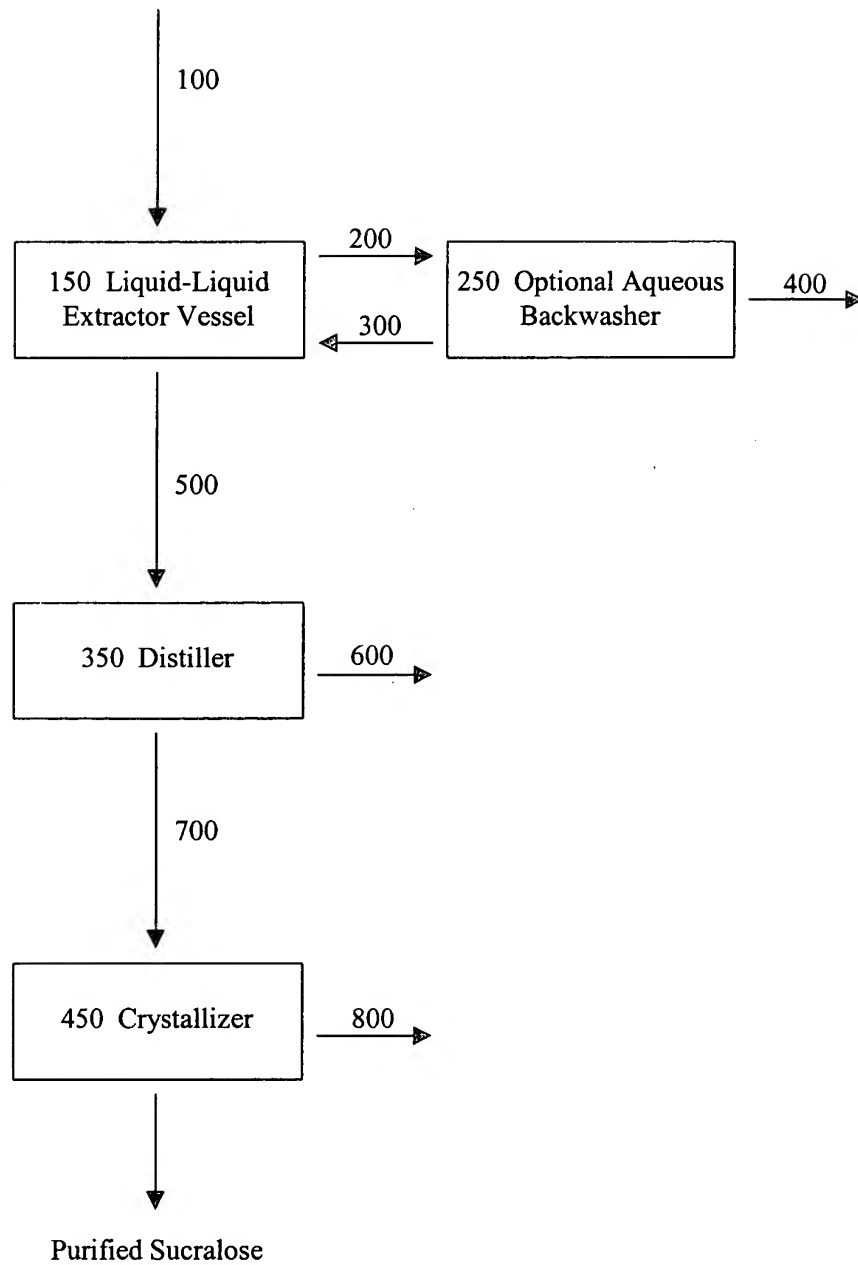 100
150 Liquid-Liquid
Extractor Vessel
200
300
250 Optional Aqueous
Backwasher
400
500
350 Distiller
600
700
450 Crystallizer
800
Purified Sucralose